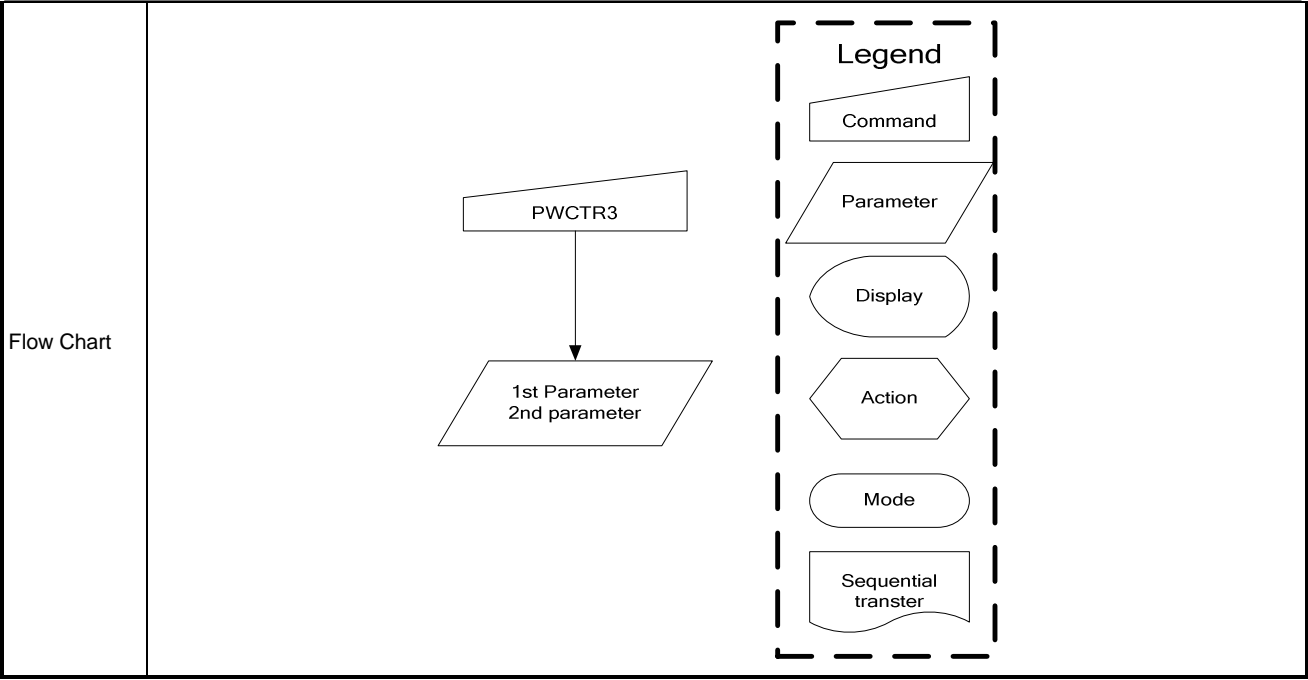 Flow Chart
PWCTR3
1st Parameter
2nd parameter
Legend
Command
Parameter
Display
Action
Mode
Sequential
transter